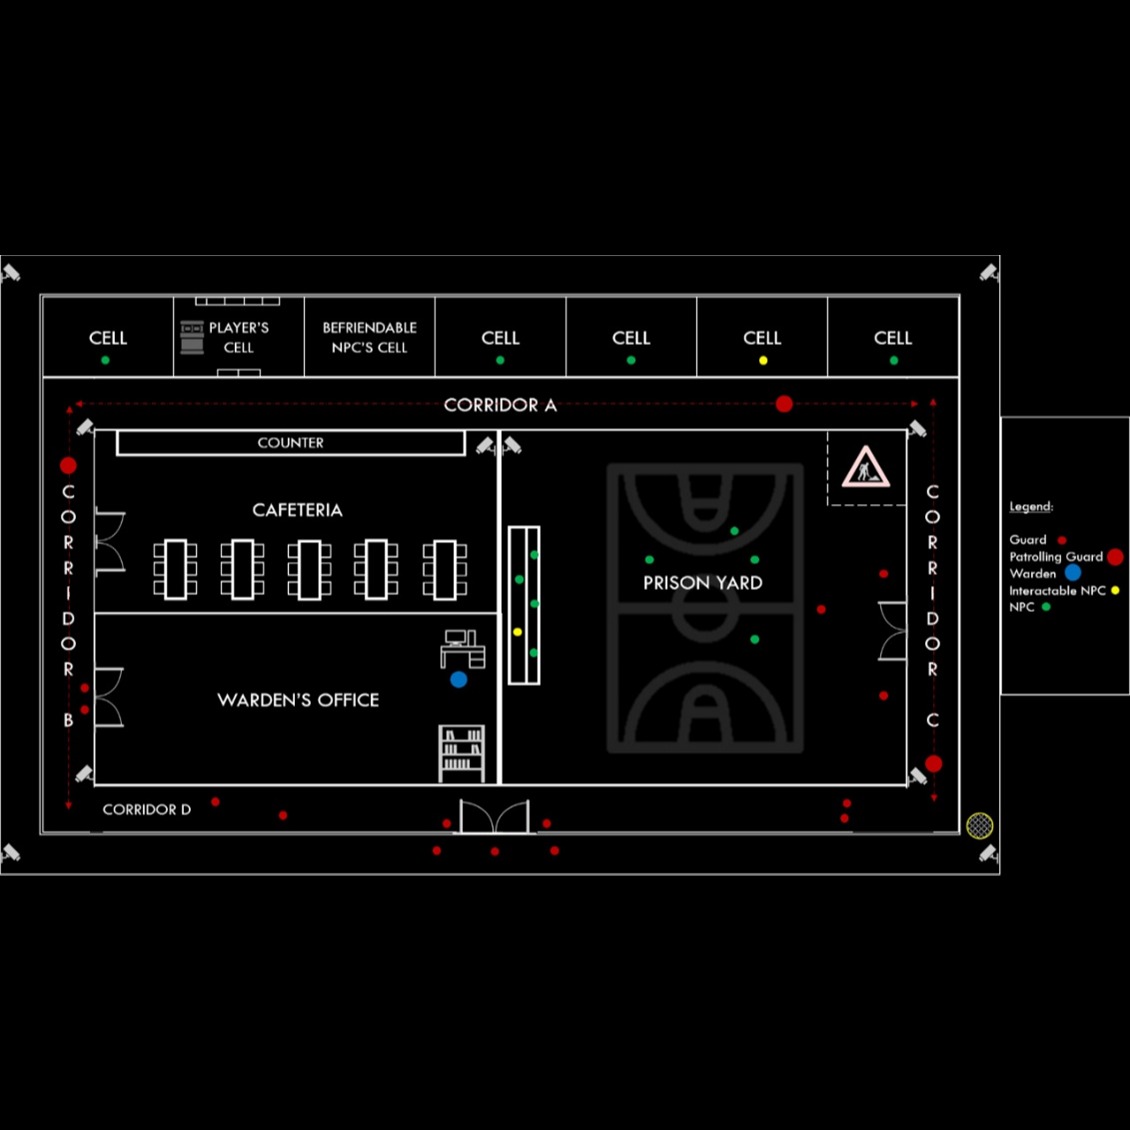 CELL
PLAYER'S
CELL
BEFRIENDABLE
NPC'S CELL
CELL
CELL
CELL
CELL
CORRIDOR A
COUNTER
CAFETERIA
CORRIDOR B
PRISON YARD
CORRIDOR C
WARDEN'S OFFICE
CORRIDOR D
Legend:
Guard
Patrolling Guard
Warden
Interactable NPC
NPC